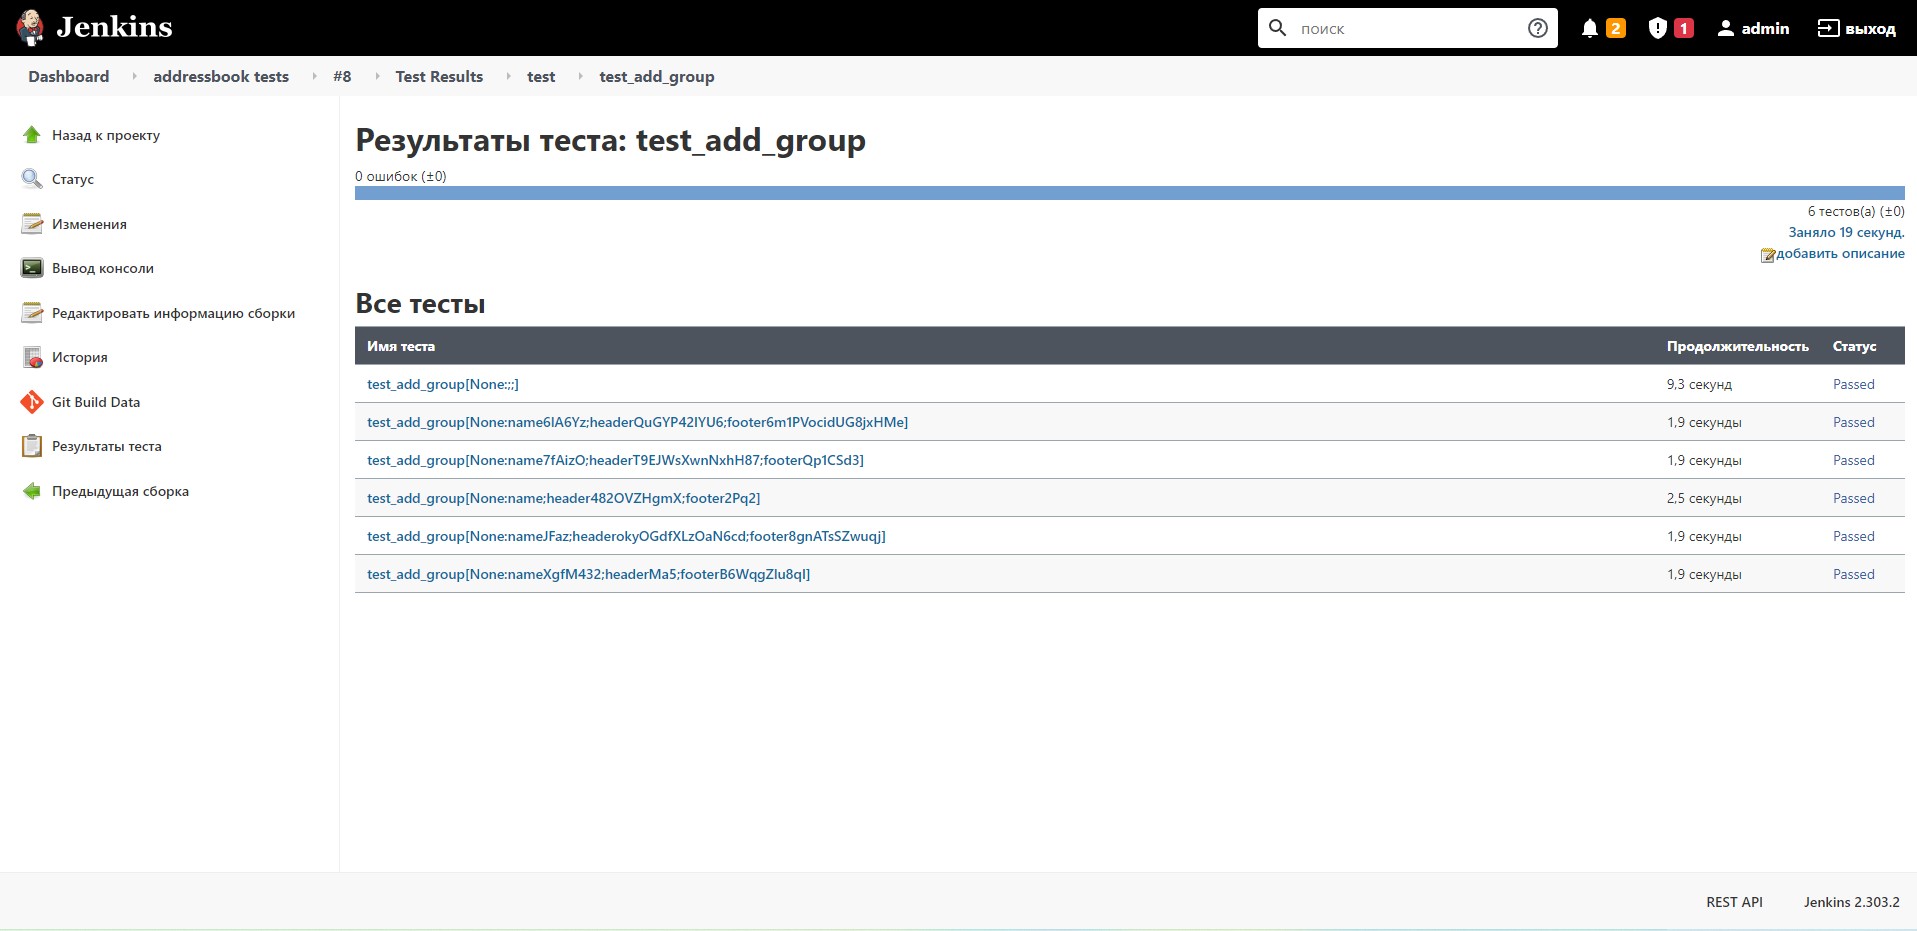 Jenkins поиск 2 1 admin выход
Dashboard addressbook tests #8 Test Results test test_add_group
Назад к проекту
Статус
Изменения
Вывод консоли
Редактировать информацию сборки
История
Git Build Data
Результаты теста
Предыдущая сборка
Результаты теста: test_add_group
0 ошибок (±0)
6 тестов(а) (±0)
Заняло 19 секунд.
добавить описание
Все тесты
Имя теста Продолжительность Статус
test_add_group[None:;;] 9,3 секунд Passed
test_add_group[None:name6IA6Yz;headerQuGYP42IYU6;footer6m1PVocidUG8jxHMe] 1,9 секунды Passed
test_add_group[None:name7fAizO;headerT9EJWsXwnNxhH87;footerQp1CSd3] 1,9 секунды Passed
test_add_group[None:name;header482OVZHgmX;footer2Pq2] 2,5 секунды Passed
test_add_group[None:nameJFaz;headerokyOGdfXLzOaN6cd;footer8gnATsSZwuqj] 1,9 секунды Passed
test_add_group[None:nameXgfM432;headerMa5;footerB6WqgZIu8qI] 1,9 секунды Passed
REST API Jenkins 2.303.2